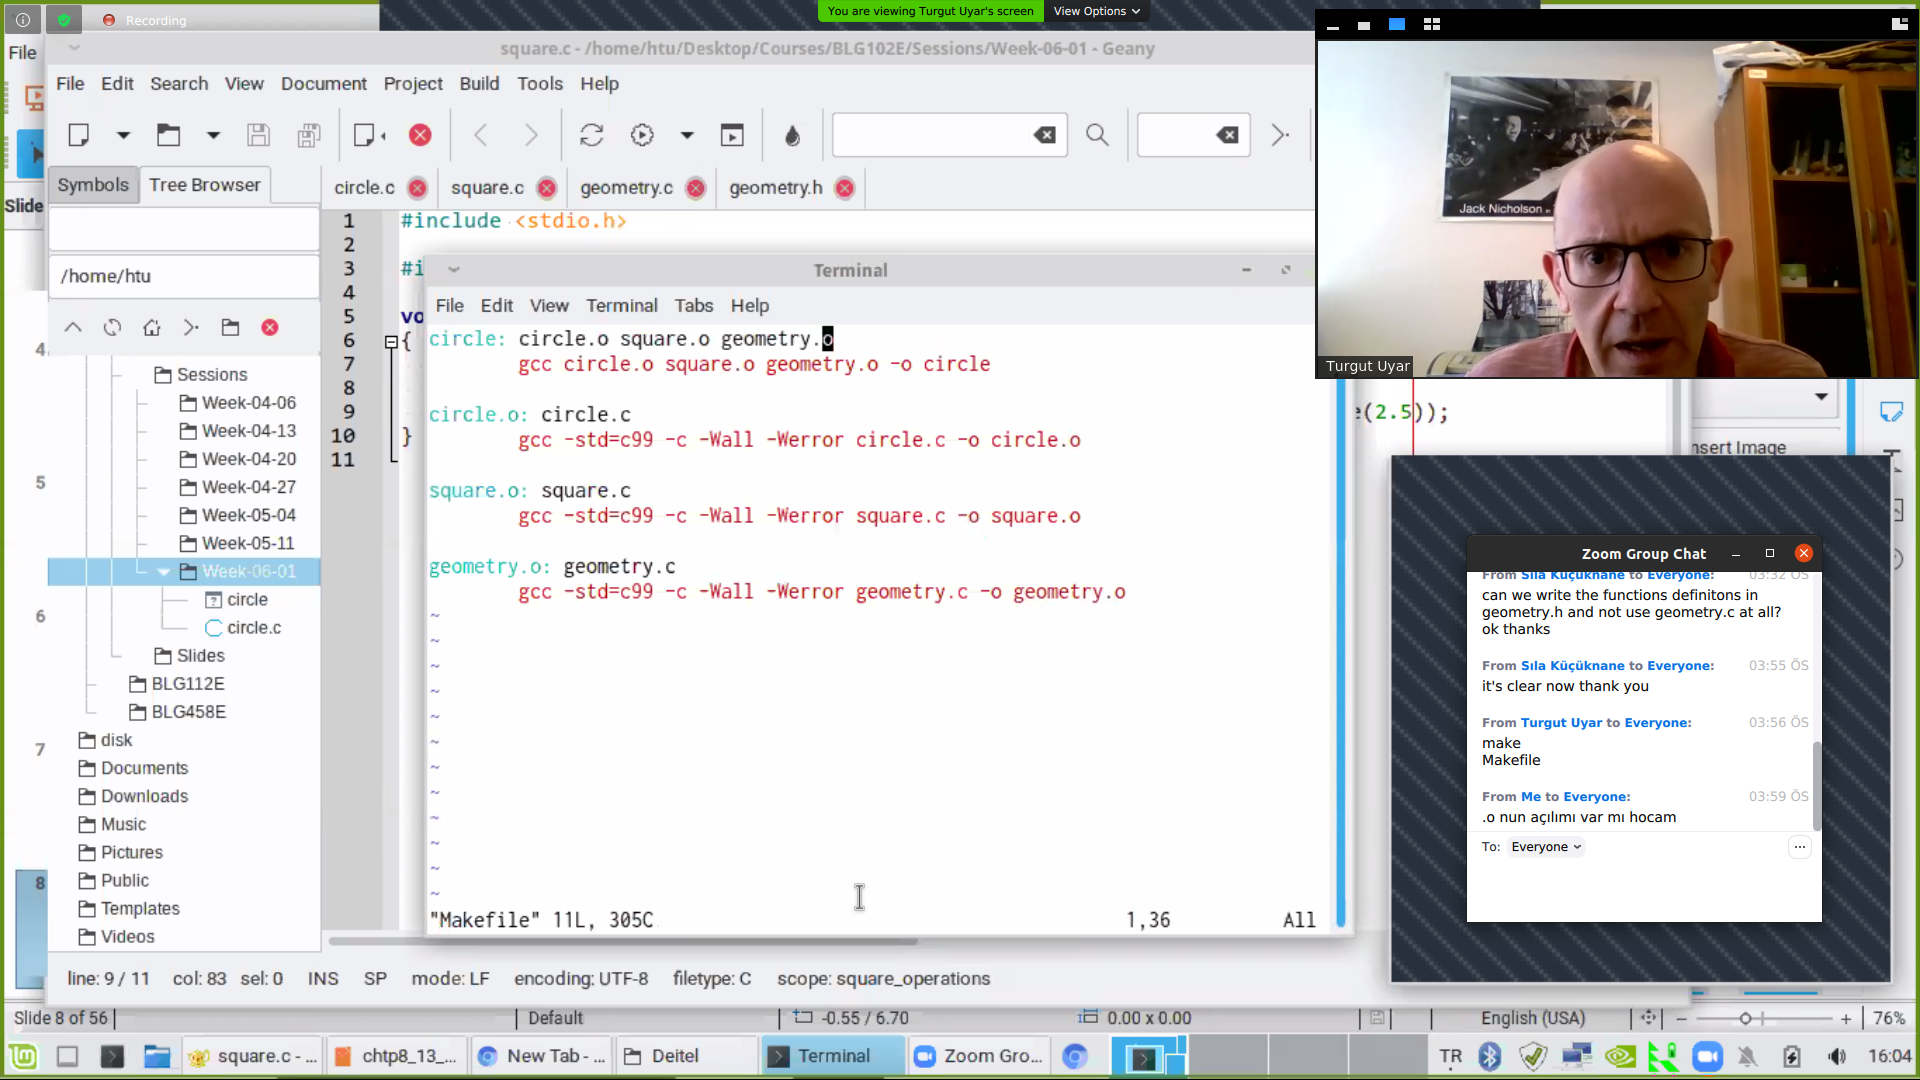 Recording
You are viewing Turgut Uyar's screen
View Options
File
square.c - /home/htu/Desktop/Courses/BLG102E/Sessions/Week-06-01 - Geany
File Edit Search View Document Project Build Tools Help
Symbols
Tree Browser
circle.c
square.c
geometry.c
geometry.h
Slide
/home/htu
Sessions
Week-04-06
Week-04-13
Week-04-20
Week-04-27
Week-05-04
Week-05-11
Week-06-01
circle
circle.c
Slides
BLG112E
BLG458E
disk
Documents
Downloads
Music
Pictures
Public
Templates
Videos
4
5
6
7
8
1 #include <stdio.h>
2
3 #i
4
5 vo
6 {
7
8
9
10 }
11
e(2.5));
nsert Image
Terminal
File Edit View Terminal Tabs Help
circle: circle.o square.o geometry.o
gcc circle.o square.o geometry.o -o circle
circle.o: circle.c
gcc -std=c99 -c -Wall -Werror circle.c -o circle.o
square.o: square.c
gcc -std=c99 -c -Wall -Werror square.c -o square.o
geometry.o: geometry.c
gcc -std=c99 -c -Wall -Werror geometry.c -o geometry.o
~
~
~
~
~
~
~
~
~
~
~
~
"Makefile" 11L, 305C
1,36
All
Jack Nicholson
Turgut Uyar
Zoom Group Chat
From Sıla Küçüknane to Everyone: 03:32 ÖS
can we write the functions definitons in
geometry.h and not use geometry.c at all?
ok thanks
From Sıla Küçüknane to Everyone: 03:55 ÖS
it's clear now thank you
From Turgut Uyar to Everyone: 03:56 ÖS
make
Makefile
From Me to Everyone: 03:59 ÖS
.o nun açılımı var mı hocam
To: Everyone
line: 9 / 11 col: 83 sel: 0 INS SP mode: LF encoding: UTF-8 filetype: C scope: square_operations
Slide 8 of 56
Default
-0.55 / 6.70
0.00 x 0.00
English (USA)
76%
square.c - ...
chtp8_13_...
New Tab - ...
Deitel
Terminal
Zoom Gro...
TR
16:04